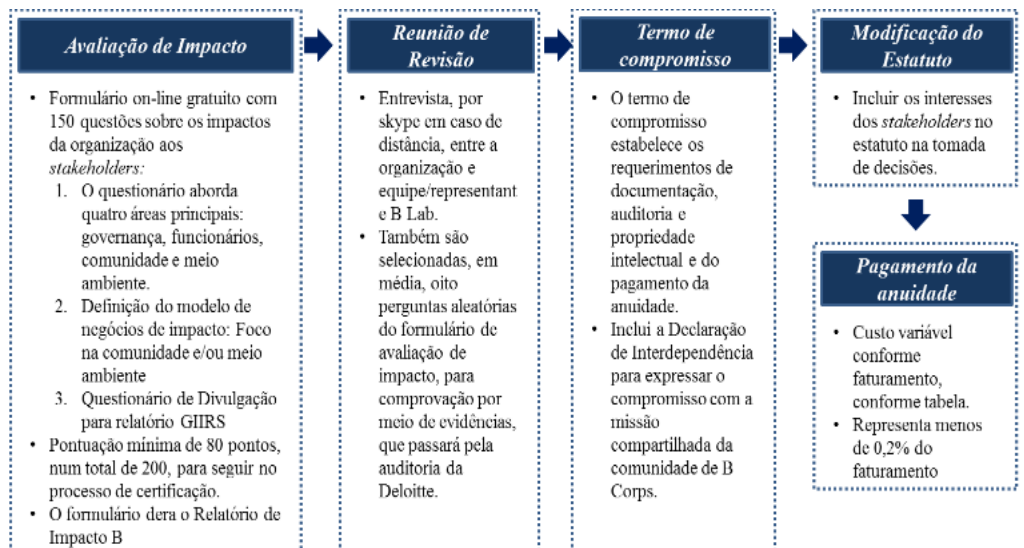 Avaliação de Impacto
• Formulário on-line gratuito com
150 questões sobre os impactos
da organização aos
stakeholders:
1. O questionário aborda
quatro áreas principais:
governança, funcionários,
comunidade e meio
ambiente.
2. Definição do modelo de
negócios de impacto: Foco
na comunidade e/ou meio
ambiente
3. Questionário de Divulgação
para relatório GIIRS
• Pontuação mínima de 80 pontos,
num total de 200, para seguir no
processo de certificação.
• O formulário dera o Relatório de
Impacto B
Reunião de
Revisão
• Entrevista, por
skype em caso de
distância, entre a
organização e
equipe/representant
e B Lab.
• Também são
selecionadas, em
média, oito
perguntas aleatórias
do formulário de
avaliação de
impacto, para
comprovação por
meio de evidências,
que passará pela
auditoria da
Deloitte.
Termo de
compromisso
• O termo de
compromisso
estabelece os
requerimentos de
documentação,
auditoria e
propriedade
intelectual e do
pagamento da
anuidade.
• Inclui a Declaração
de Interdependência
para expressar o
compromisso com a
missão
compartilhada da
comunidade de B
Corps.
Modificação do
Estatuto
• Incluir os interesses
dos stakeholders no
estatuto na tomada
de decisões.
Pagamento da
anuidade
• Custo variável
conforme
faturamento,
conforme tabela.
• Representa menos
de 0,2% do
faturamento